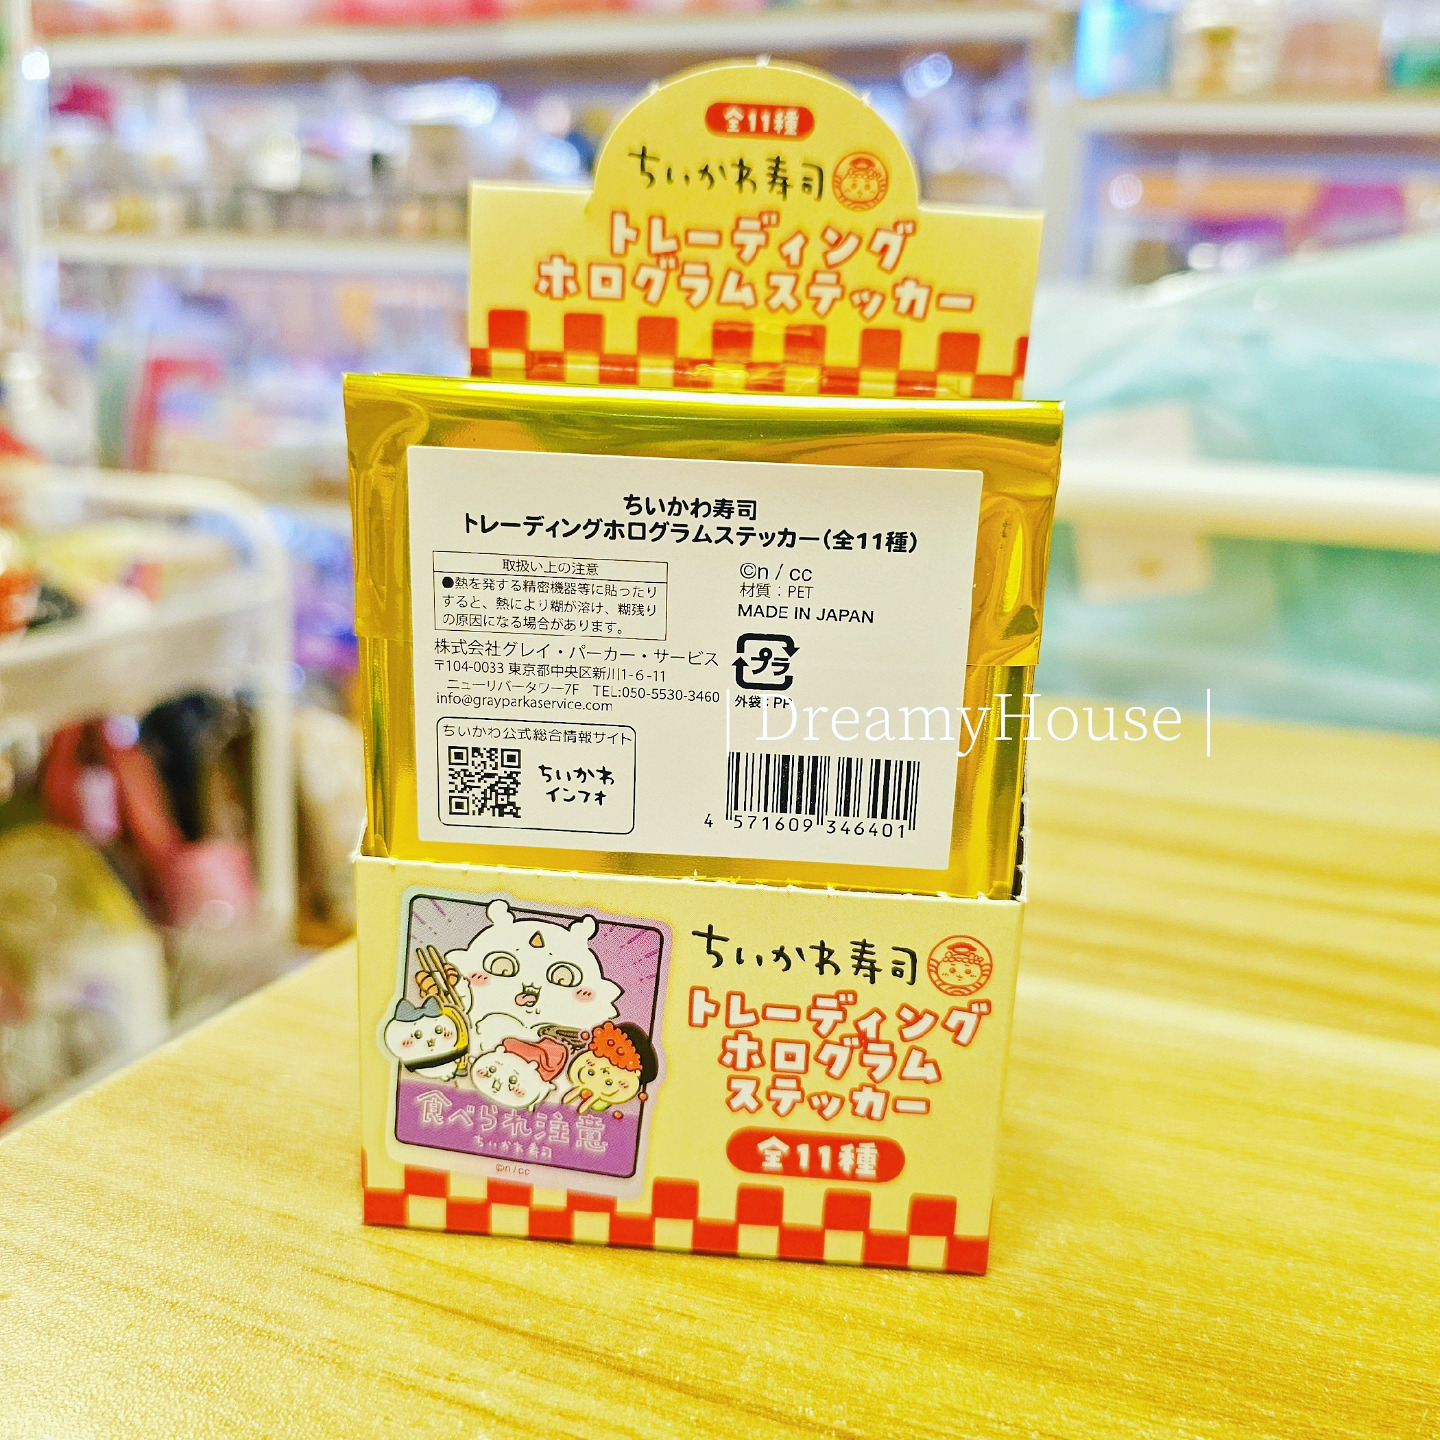 全11種
ちいかわ寿司
トレーディング
ホログラムステッカー
ちいかわ寿司
トレーディングホログラムステッカー(全11種)
取扱い上の注意
●熱を発する精密機器等に貼ったり
すると、熱により糊が溶け、糊残り
の原因になる場合があります。
株式会社グレイ・パーカー・サービス
〒104-0033 東京都中央区新川1-6-11
ニューリバータワー7F TEL:050-5530-3460
info@grayparkaservice.com
ちいかわ公式総合情報サイト
ちいかわ
インフォ
©n / cc
材質:PET
MADE IN JAPAN
プラ
外袋:PP
| DreamyHouse |
4 571609 346401
食べられ注意
ちいかわ寿司
©n / cc
ちいかわ寿司
トレーディング
ホログラム
ステッカー
全11種